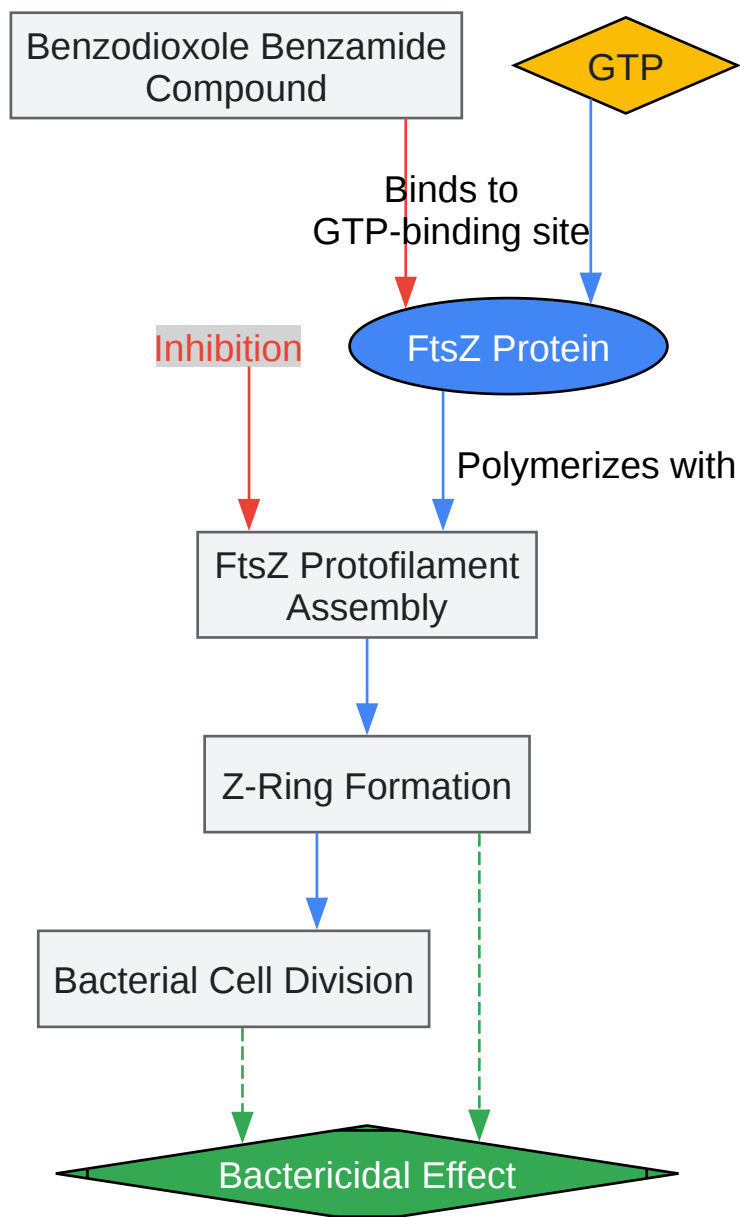 Benzodioxole Benzamide
Compound
GTP
Binds to
GTP-binding site
Inhibition
FtsZ Protein
Polymerizes with
FtsZ Protofilament
Assembly
Z-Ring Formation
Bacterial Cell Division
Bactericidal Effect